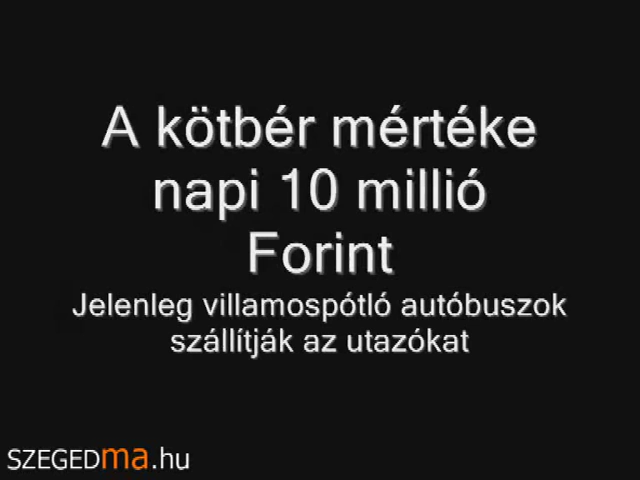 A kötbér mértéke
napi 10 millió
Forint
Jelenleg villamospótló autóbuszok
szállítják az utazókat
SZEGEDma.hu